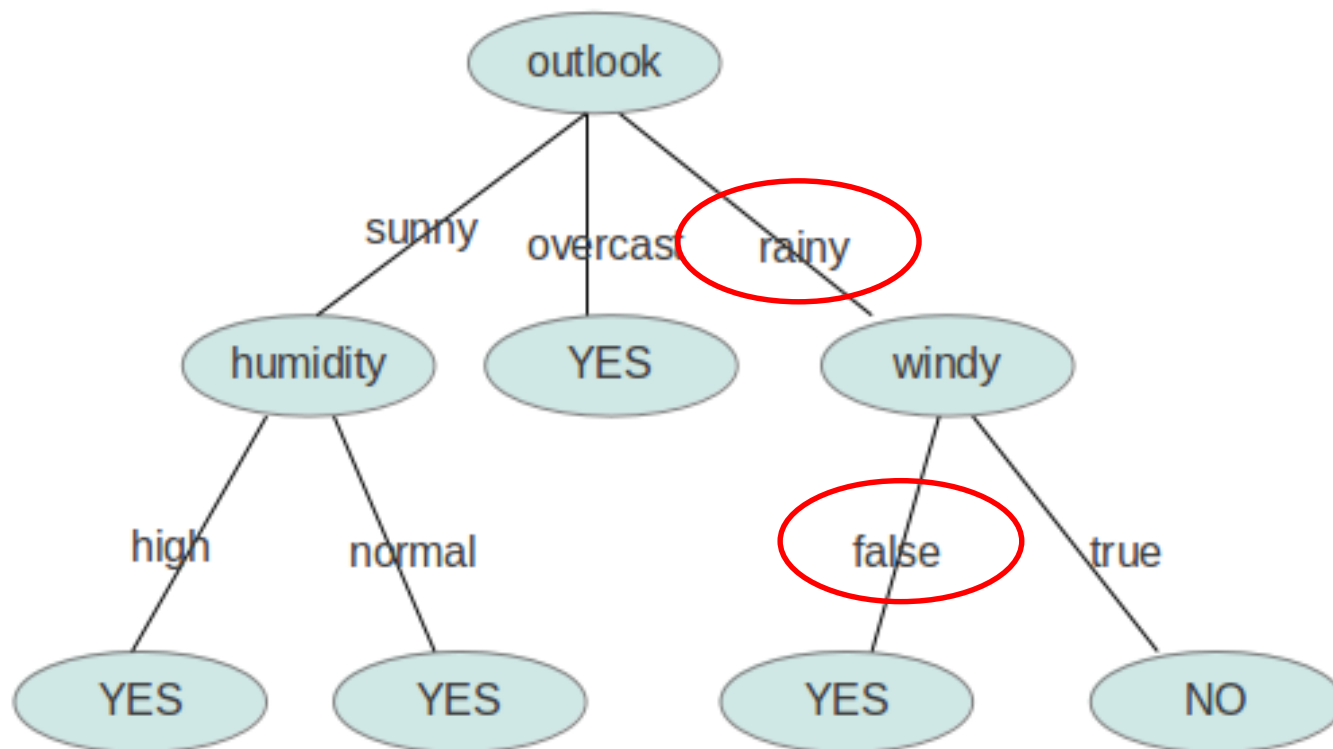 outlook
sunny
overcast
rainy
humidity
YES
windy
high
normal
false
true
YES
YES
YES
NO